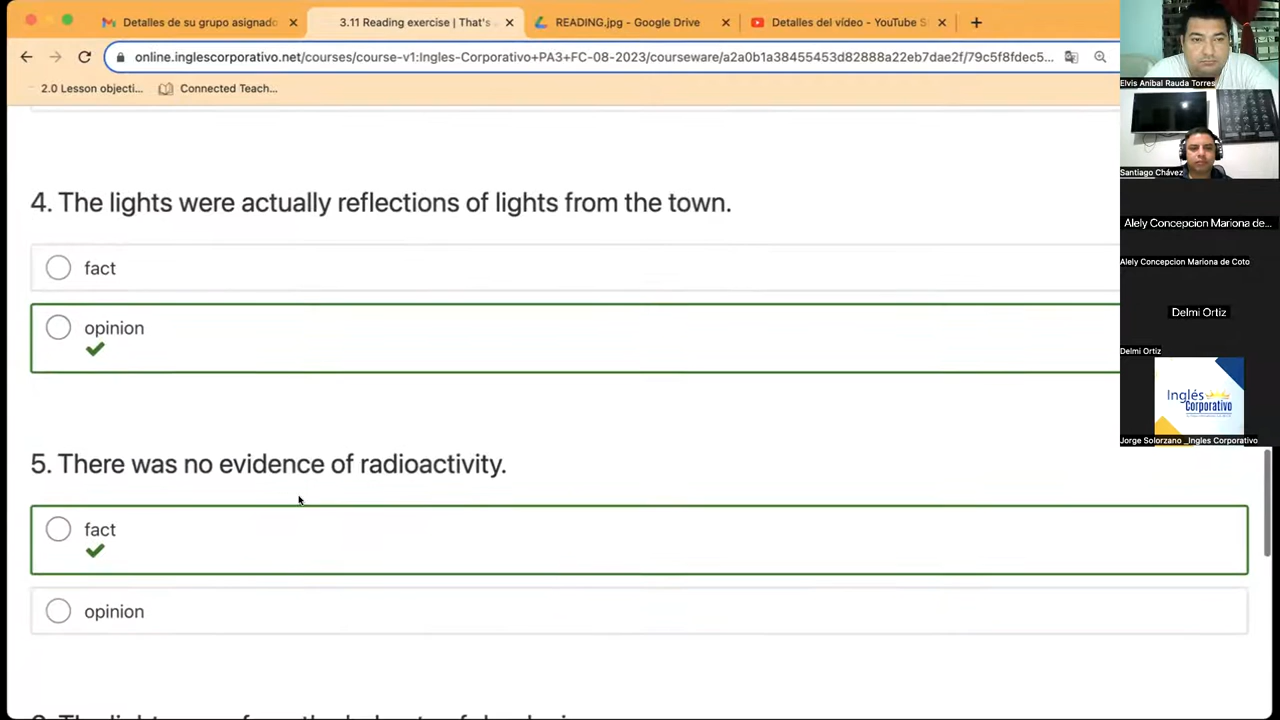 Detalles de su grupo asignado
3.11 Reading exercise | That's
READING.jpg - Google Drive
Detalles del vídeo - YouTube S
online.inglescorporativo.net/courses/course-v1:Ingles-Corporativo+PA3+FC-08-2023/courseware/a2a0b1a38455453d82888a22eb7dae2f/79c5f8fdec5...
2.0 Lesson objecti...
Connected Teach...
4. The lights were actually reflections of lights from the town.
fact
opinion
5. There was no evidence of radioactivity.
fact
opinion
Elvis Anibal Rauda Torres
Santiago Chávez
Alely Concepcion Mariona de...
Alely Concepcion Mariona de Coto
Delmi Ortiz
Delmi Ortiz
Inglés
Corporativo
Jorge Solorzano _Ingles Corporativo